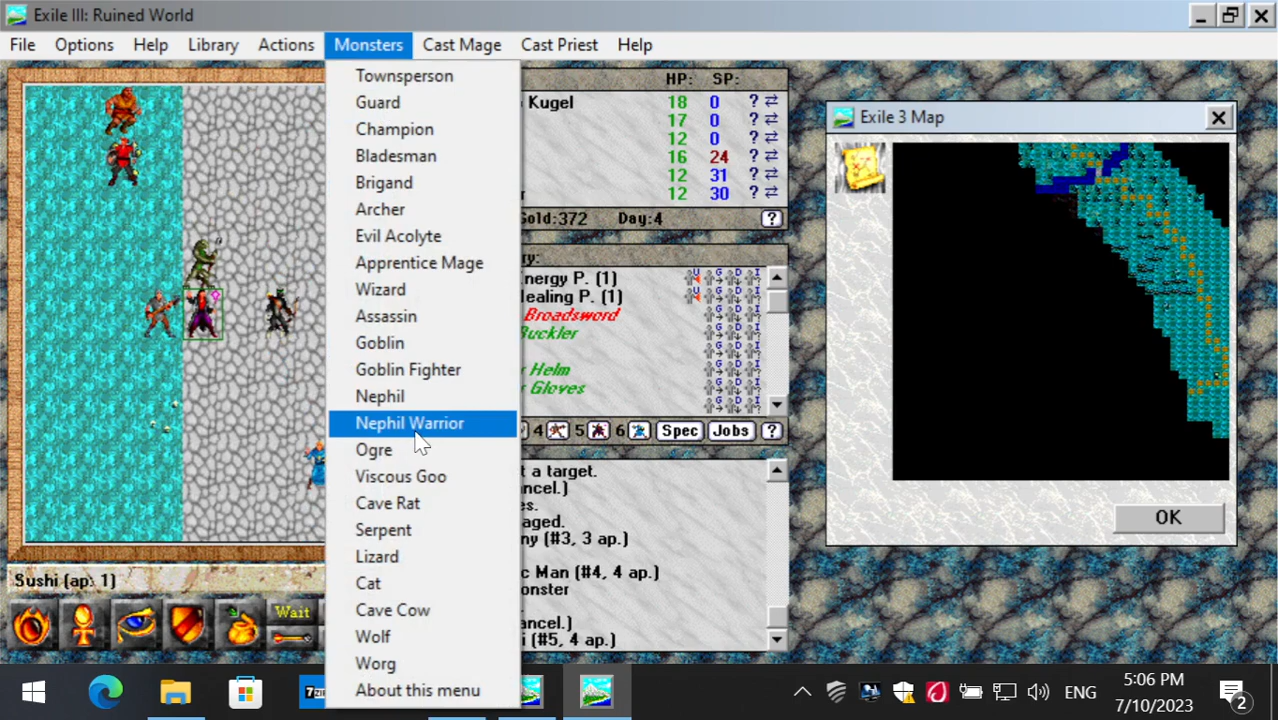 Exile III: Ruined World
File Options Help Library Actions Monsters Cast Mage Cast Priest Help
Townsperson
Guard
Champion
Bladesman
Brigand
Archer
Evil Acolyte
Apprentice Mage
Wizard
Assassin
Goblin
Goblin Fighter
Nephil
Nephil Warrior
Ogre
Viscous Goo
Cave Rat
Serpent
Lizard
Cat
Cave Cow
Wolf
Worg
About this menu
HP: SP:
Kugel 18 0 ?
17 0 ?
12 0 ?
16 24 ?
12 31 ?
12 30 ?
Gold:372 Day:4 ?
nergy P. (1) U G D I
ealing P. (1) U G D I
Broadsword G D I
Buckler G D I
G D I
Helm G D I
Gloves G D I
G D I
4 5 6 Spec Jobs ?
t a target.
ancel.)
es.
aged.
ny (#3, 3 ap.)
c Man (#4, 4 ap.)
onster
ancel.)
i (#5, 4 ap.)
Sushi (ap: 1)
Wait
Exile 3 Map
OK
7ZIP
ENG
5:06 PM
7/10/2023
2